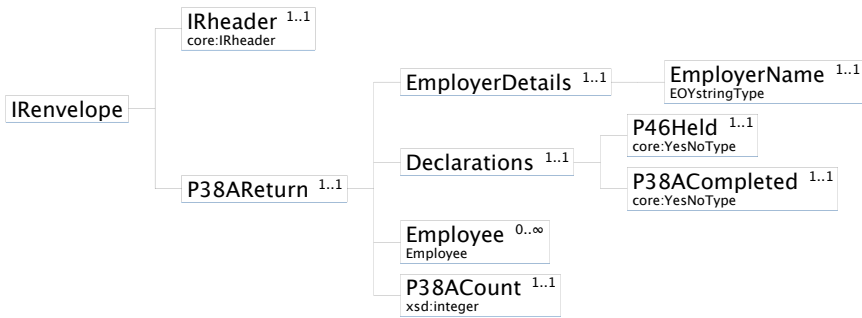 IRheader 1..1
core:IRheader
IRenvelope
EmployerDetails 1..1
EmployerName 1..1
EOYstringType
P46Held 1..1
core:YesNoType
Declarations 1..1
P38ACompleted 1..1
core:YesNoType
P38AReturn 1..1
Employee 0..∞
Employee
P38ACount 1..1
xsd:integer